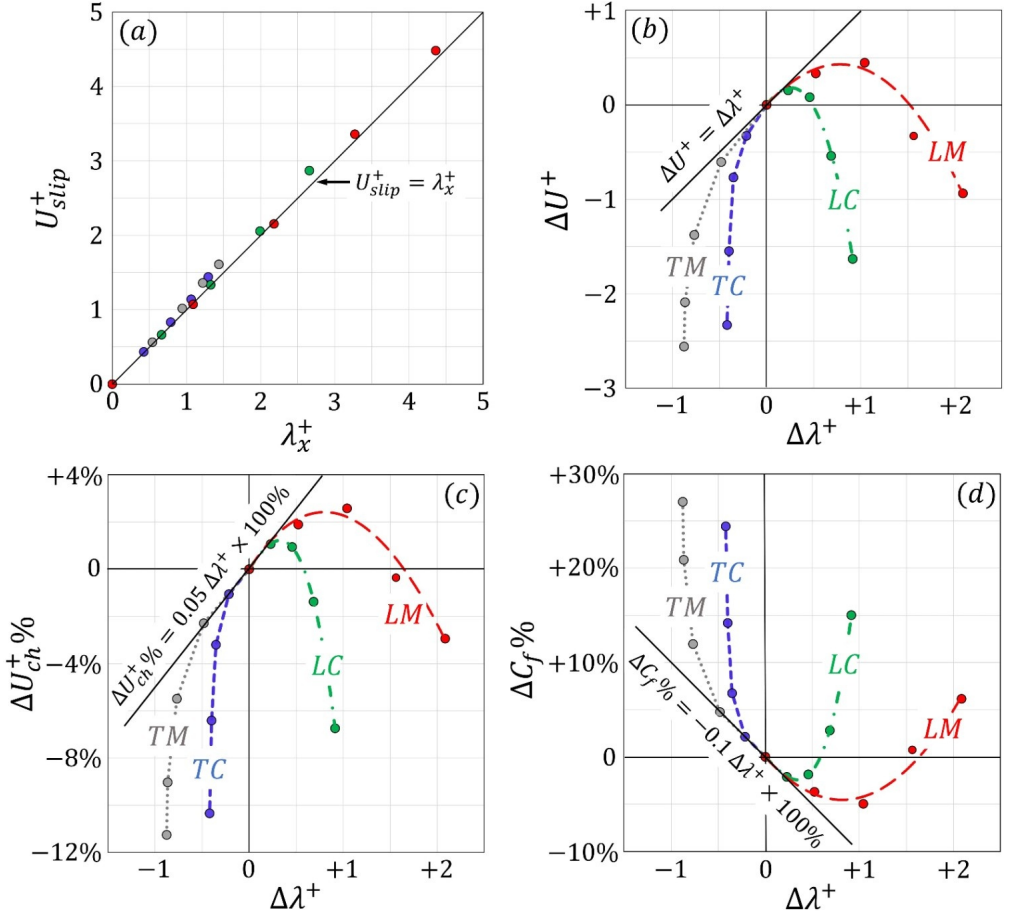 (a)
5
4
3
2
1
0
0 1 2 3 4 5
U⁺slip
λₓ⁺
U⁺slip = λₓ⁺
(b)
+1
0
−1
−2
−3
−1 0 +1 +2
ΔU⁺
Δλ⁺
ΔU⁺ = Δλ⁺
LM
LC
TM
TC
(c)
+4%
0
−4%
−8%
−12%
−1 0 +1 +2
ΔU⁺ch%
Δλ⁺
ΔU⁺ch% = 0.05 Δλ⁺ × 100%
LM
LC
TM
TC
(d)
+30%
+20%
+10%
0
−10%
−1 0 +1 +2
ΔCf%
Δλ⁺
ΔCf% = −0.1 Δλ⁺ × 100%
TC
TM
LC
LM